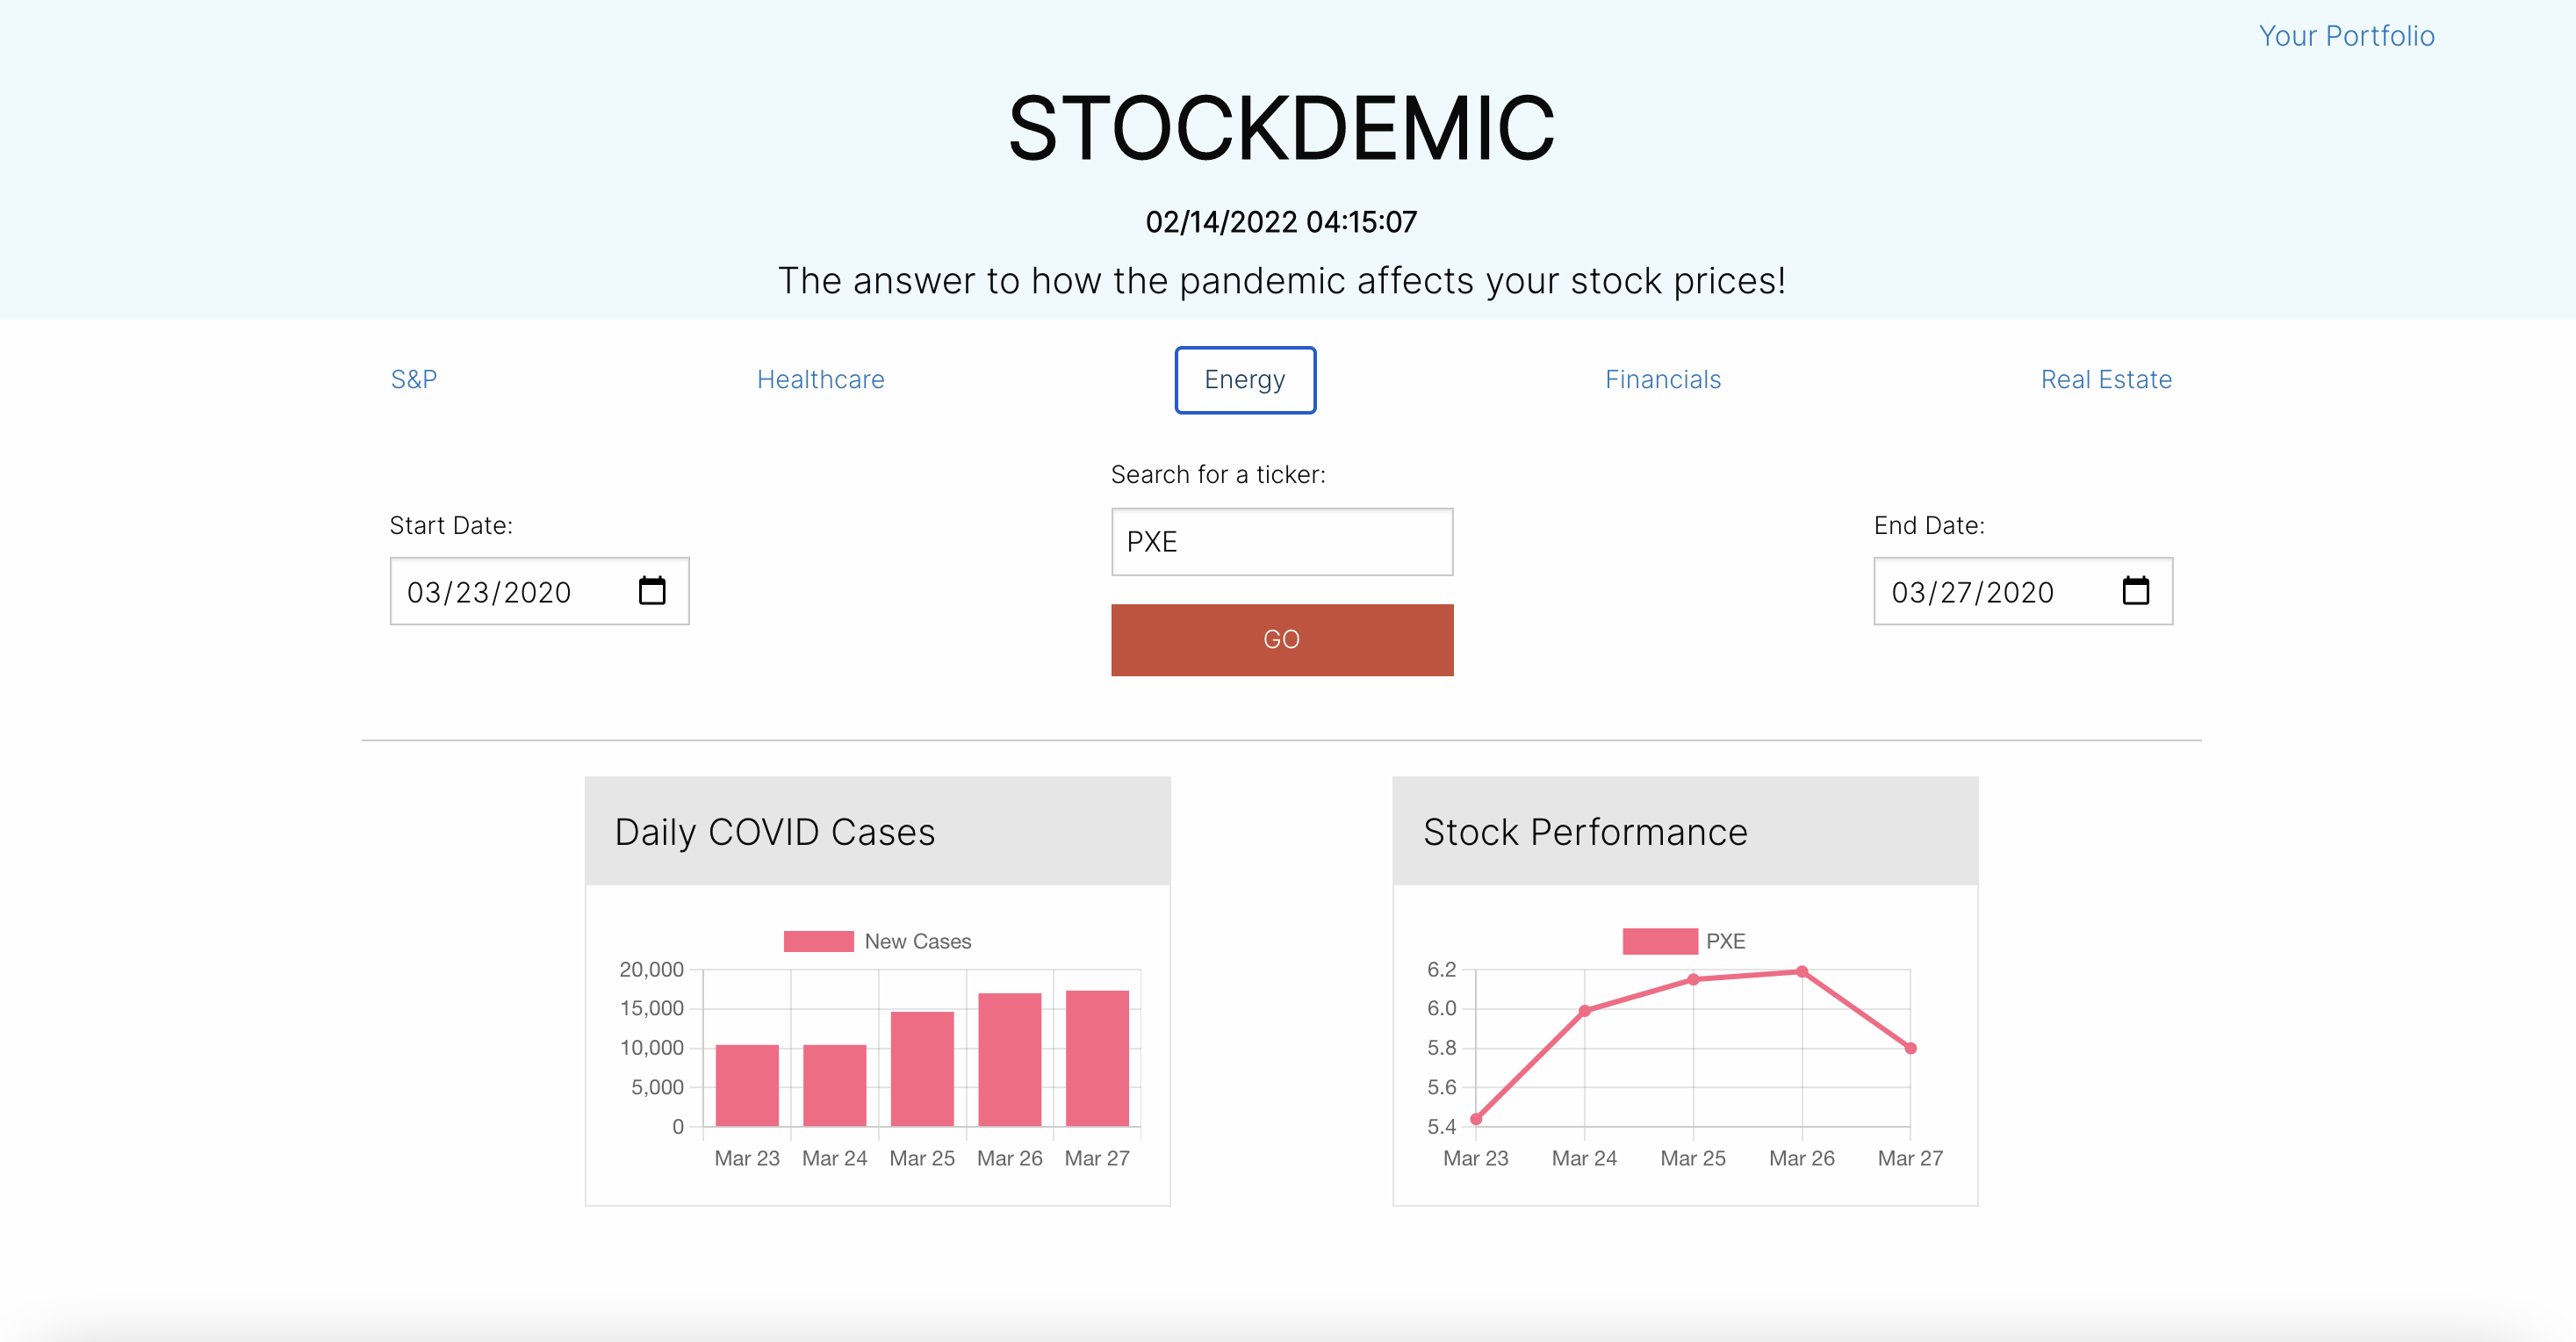 Your Portfolio
STOCKDEMIC
02/14/2022 04:15:07
The answer to how the pandemic affects your stock prices!
S&P Healthcare Energy Financials Real Estate
Search for a ticker:
Start Date:
End Date:
PXE
03/23/2020
03/27/2020
GO
Daily COVID Cases
New Cases
20,000
15,000
10,000
5,000
0
Mar 23 Mar 24 Mar 25 Mar 26 Mar 27
Stock Performance
PXE
6.2
6.0
5.8
5.6
5.4
Mar 23 Mar 24 Mar 25 Mar 26 Mar 27